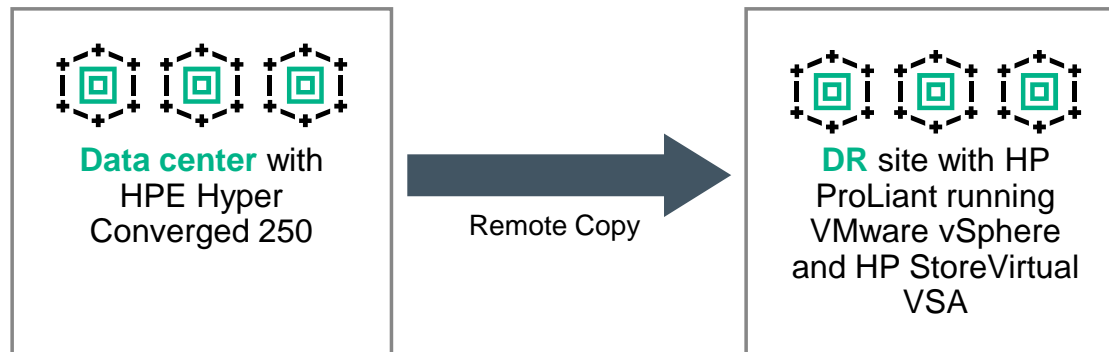 Data center with
HPE Hyper
Converged 250
Remote Copy
DR site with HP
ProLiant running
VMware vSphere
and HP StoreVirtual
VSA